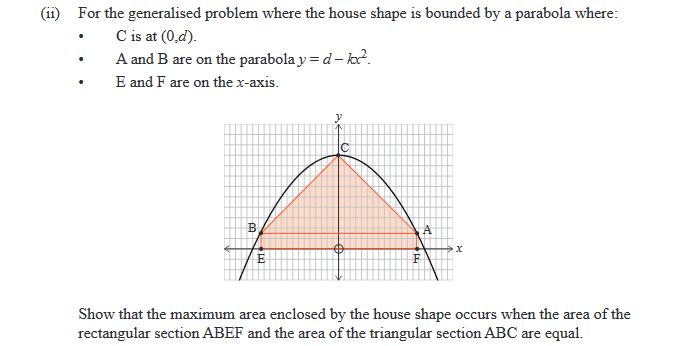 (ii) For the generalised problem where the house shape is bounded by a parabola where:
• C is at (0,d).
• A and B are on the parabola y = d – kx².
• E and F are on the x-axis.
y
C
B
A
x
E
F
Show that the maximum area enclosed by the house shape occurs when the area of the
rectangular section ABEF and the area of the triangular section ABC are equal.